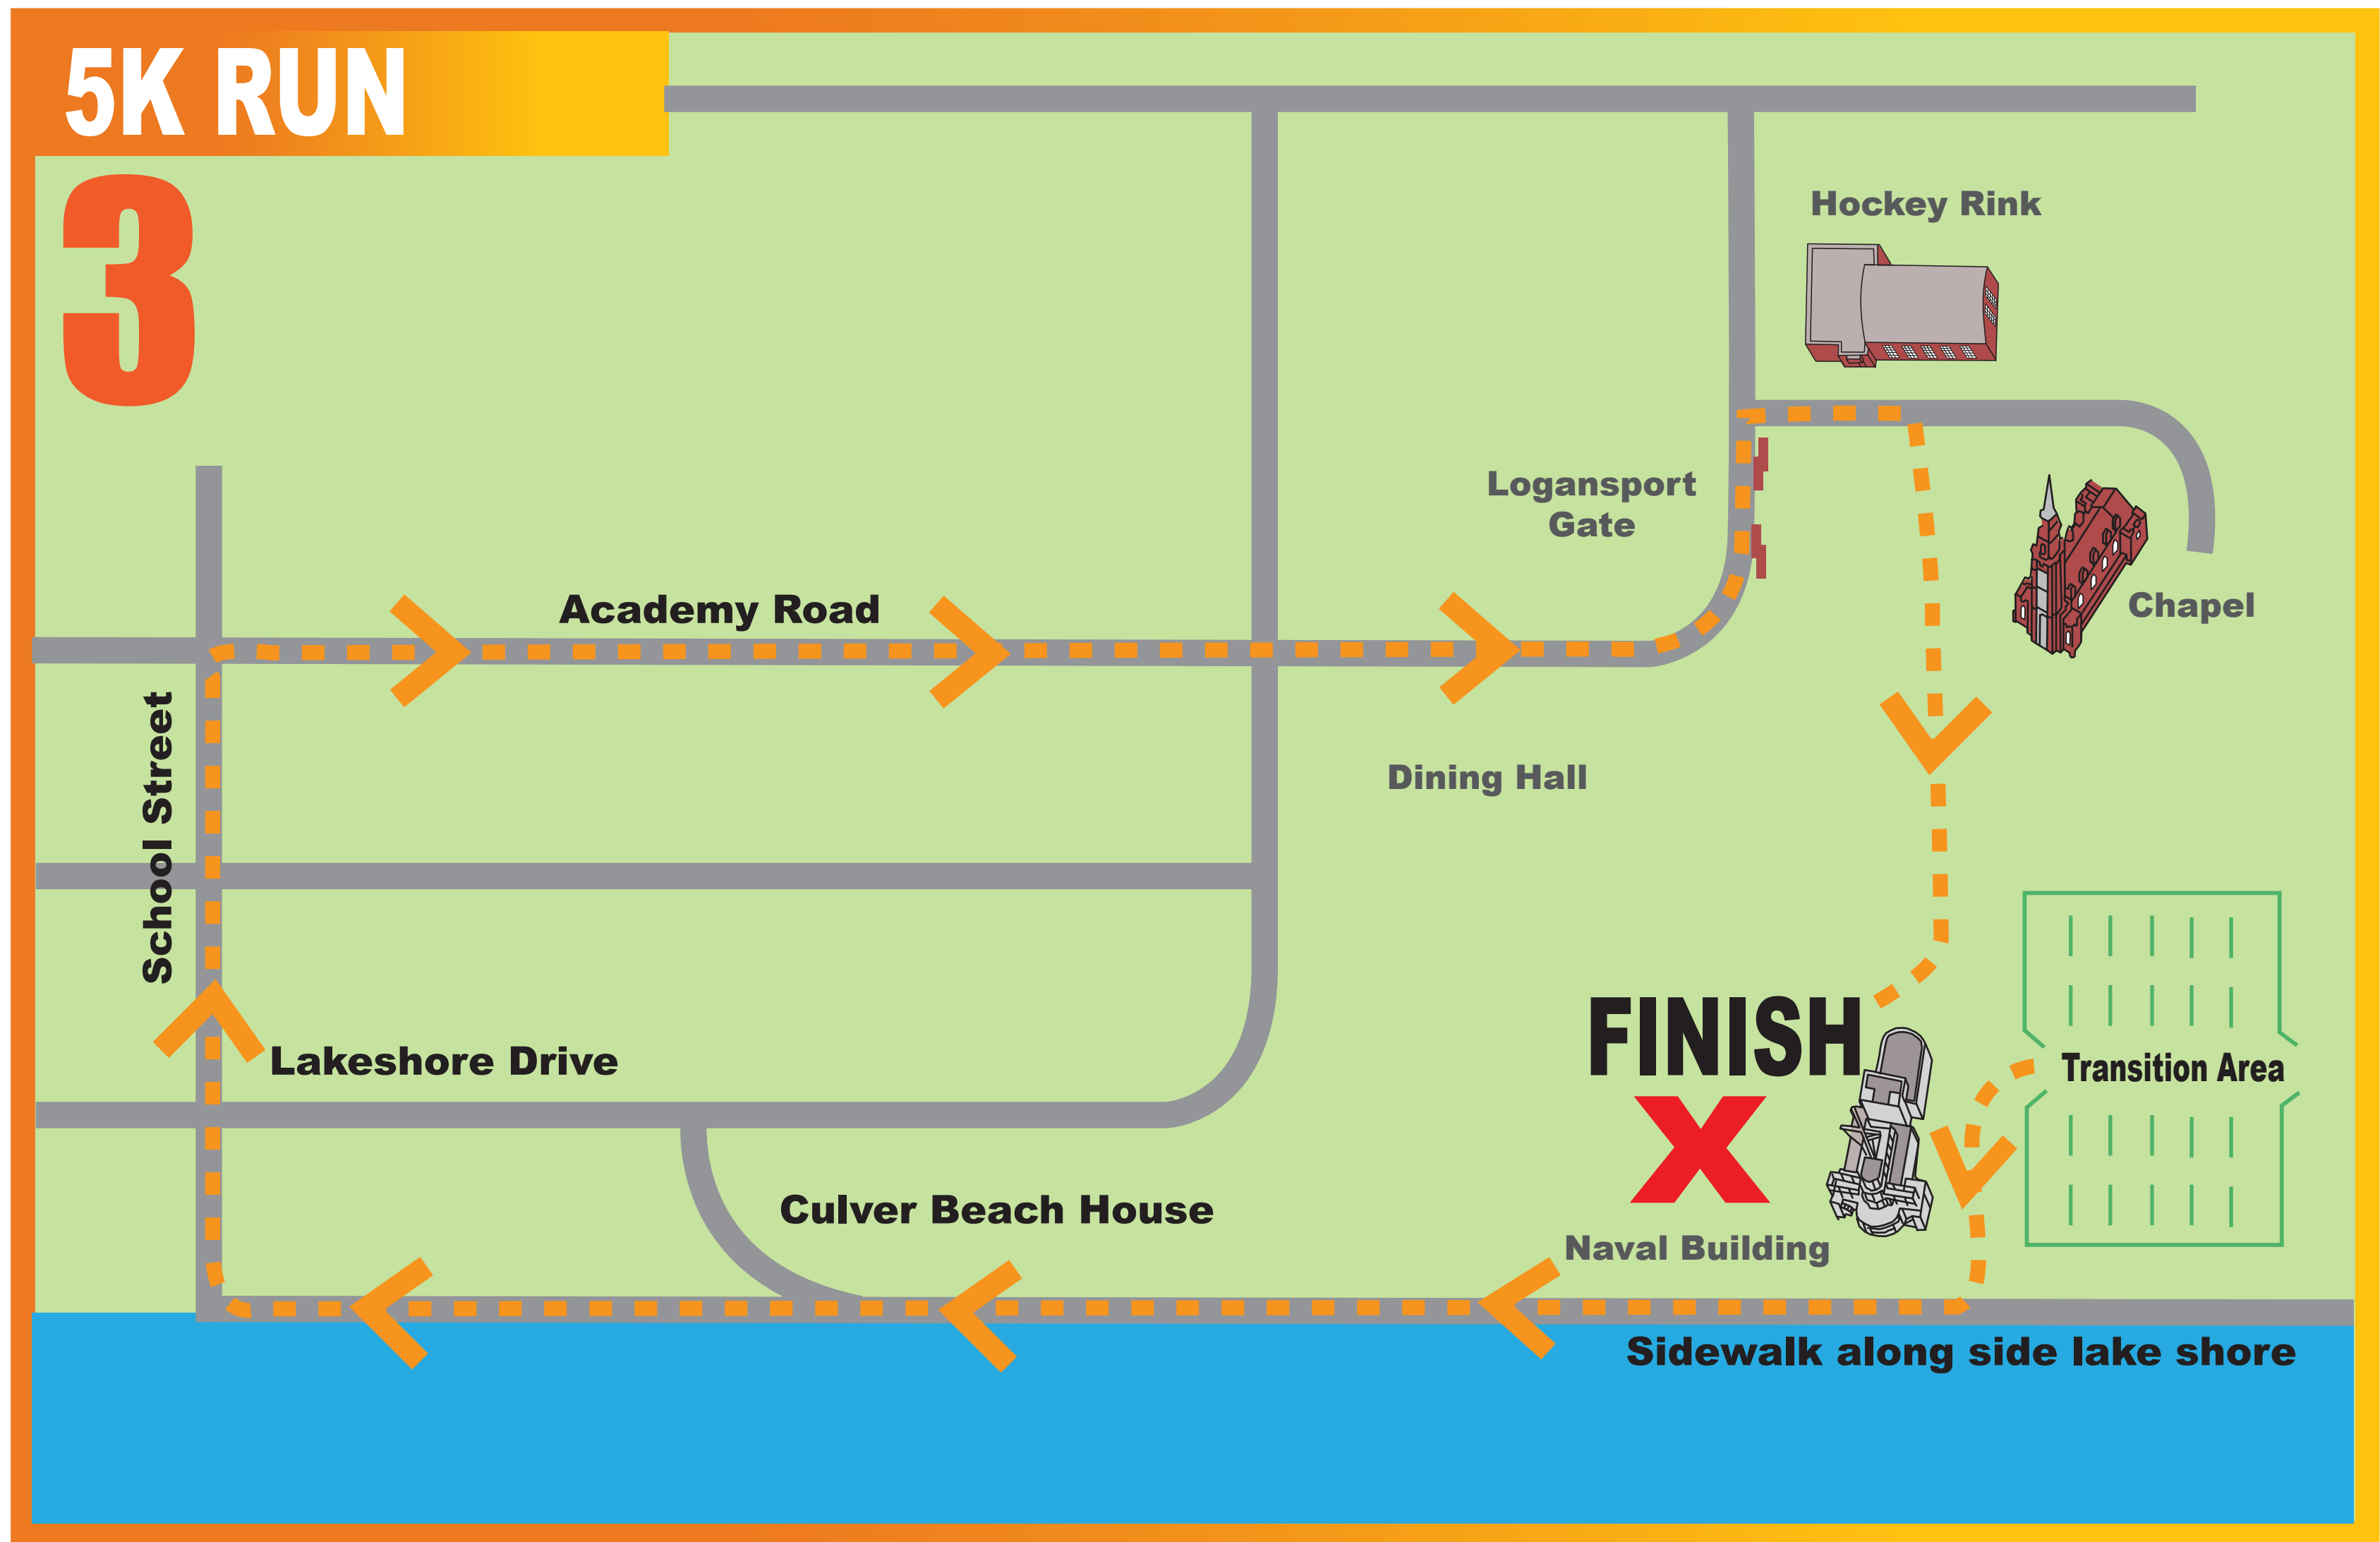 5K RUN
3
Hockey Rink
Logansport
Gate
Academy Road
Chapel
School Street
Dining Hall
FINISH
X
Lakeshore Drive
Transition Area
Culver Beach House
Naval Building
Sidewalk along side lake shore